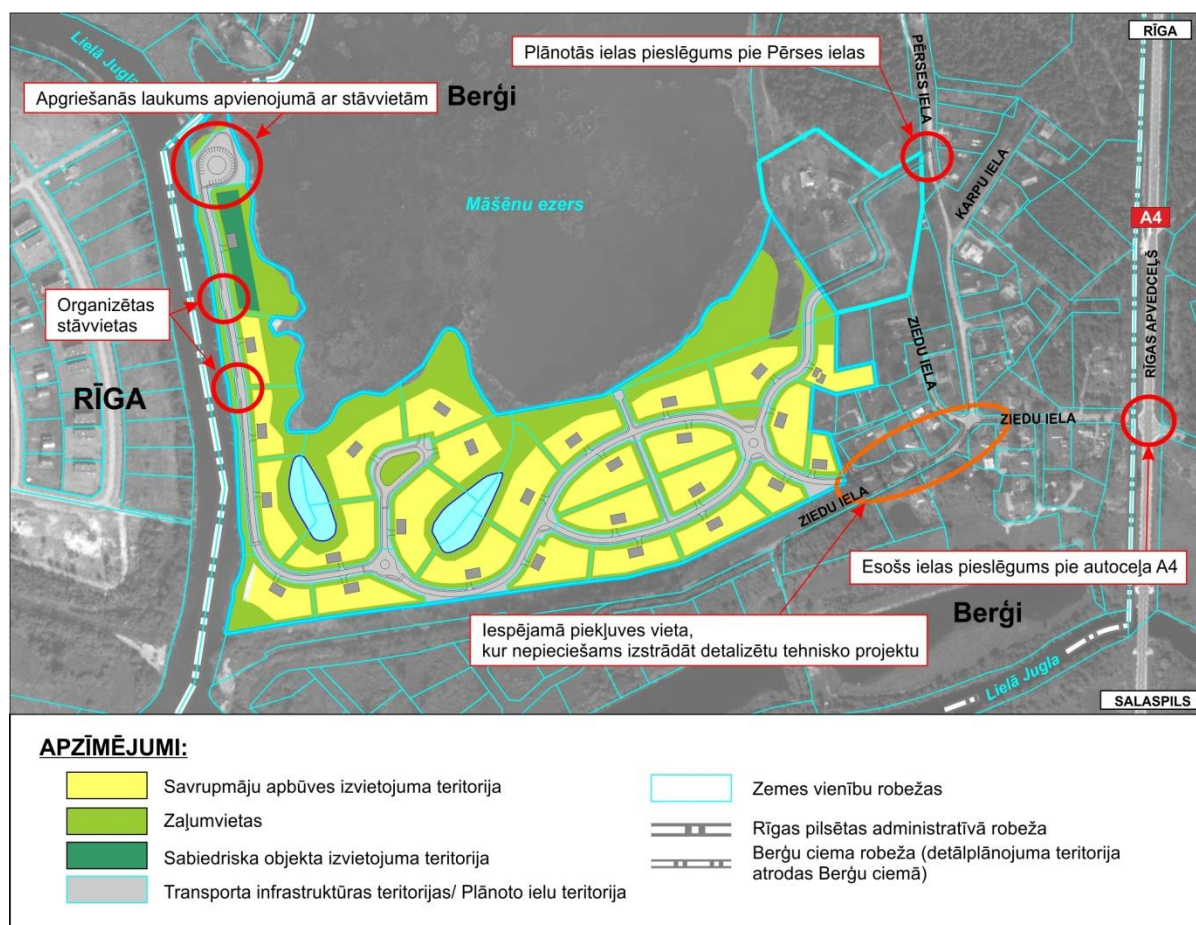 RĪGA
Lielā Jugla
Plānotās ielas pieslēgums pie Pērses ielas
PĒRSES IELA
Apgriešanās laukums apvienojumā ar stāvvietām
Berģi
KARPU IELA
Māšēnu ezers
A4
Organizētas
stāvvietas
RĪGAS APVEDCEĻŠ
ZIEDU IELA
RĪGA
ZIEDU IELA
ZIEDU IELA
Esošs ielas pieslēgums pie autoceļa A4
Berģi
Iespējamā piekļuves vieta,
kur nepieciešams izstrādāt detalizētu tehnisko projektu
Lielā Jugla
SALASPILS
APZĪMĒJUMI:
Savrupmāju apbūves izvietojuma teritorija
Zaļumvietas
Sabiedriska objekta izvietojuma teritorija
Transporta infrastruktūras teritorijas/ Plānoto ielu teritorija
Zemes vienību robežas
Rīgas pilsētas administratīvā robeža
Berģu ciema robeža (detālplānojuma teritorija
atrodas Berģu ciemā)